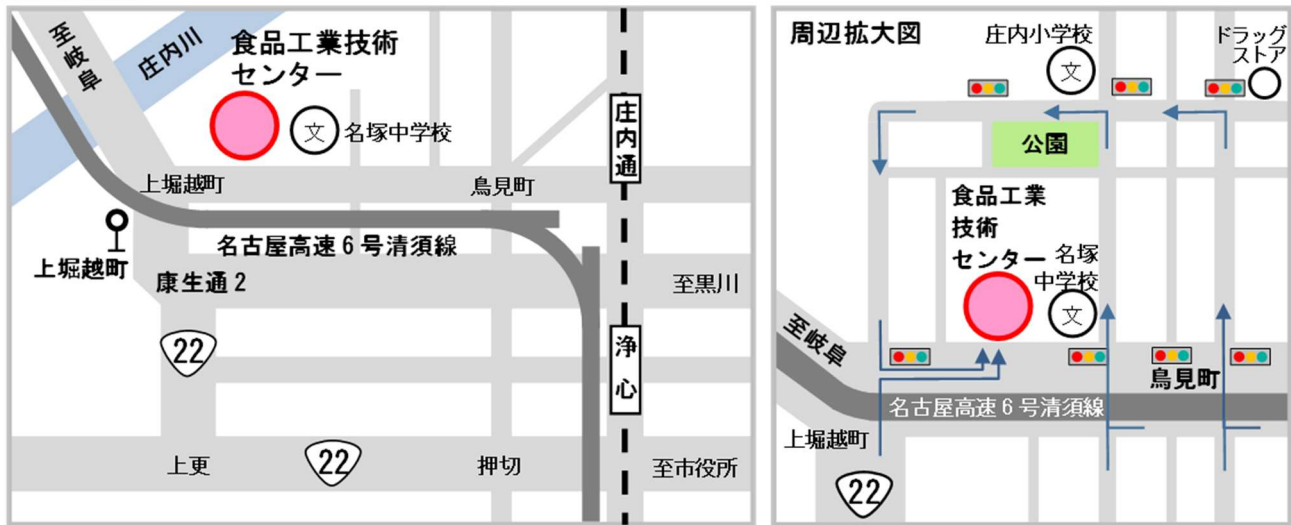 至岐阜
庄内川
食品工業技術
センター
文
名塚中学校
庄内通
上堀越町
鳥見町
名古屋高速6号清須線
上堀越町
康生通2
至黒川
22
浄心
上更
22
押切
至市役所
周辺拡大図
庄内小学校
文
ドラッグ
ストア
公園
食品工業
技術
センター
名塚
中学校
文
至岐阜
鳥見町
名古屋高速6号清須線
上堀越町
22